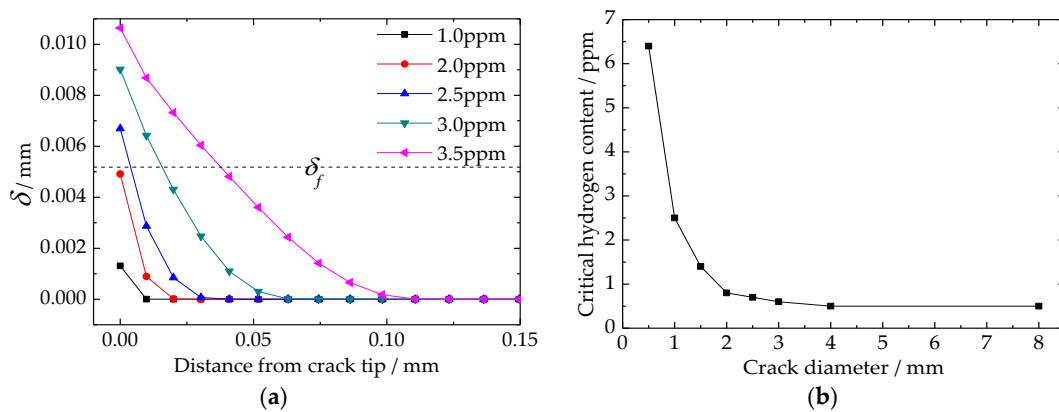 0.010
0.008
0.006
0.004
0.002
0.000
δ / mm
1.0ppm
2.0ppm
2.5ppm
3.0ppm
3.5ppm
δf
0.00 0.05 0.10 0.15
Distance from crack tip / mm
(a)
7
6
5
4
3
2
1
0
Critical hydrogen content / ppm
0 1 2 3 4 5 6 7 8
Crack diameter / mm
(b)